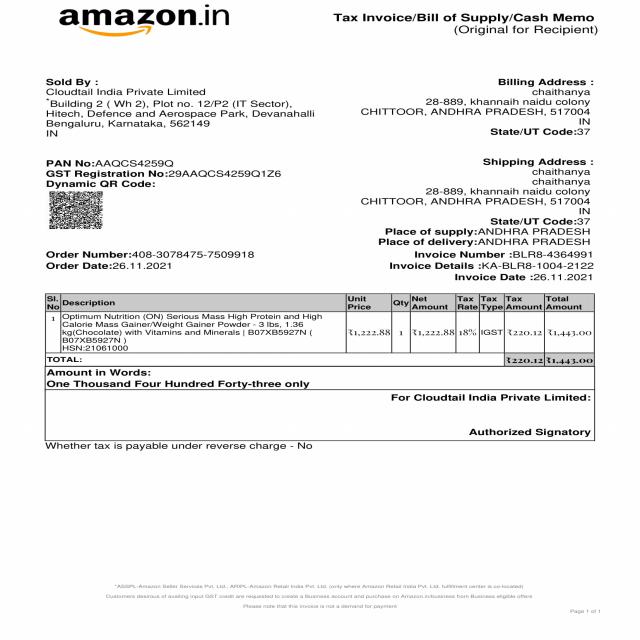 amazon.in
Tax Invoice/Bill of Supply/Cash Memo
(Original for Recipient)
Sold By :
Cloudtail India Private Limited
*Building 2 ( Wh 2), Plot no. 12/P2 (IT Sector),
Hitech, Defence and Aerospace Park, Devanahalli
Bengaluru, Karnataka, 562149
IN
Billing Address :
chaithanya
28-889, khannaih naidu colony
CHITTOOR, ANDHRA PRADESH, 517004
IN
State/UT Code:37
PAN No:AAQCS4259Q
GST Registration No:29AAQCS4259Q1Z6
Dynamic QR Code:
Shipping Address :
chaithanya
chaithanya
28-889, khannaih naidu colony
CHITTOOR, ANDHRA PRADESH, 517004
IN
State/UT Code:37
Place of supply:ANDHRA PRADESH
Place of delivery:ANDHRA PRADESH
Order Number:408-3078475-7509918
Order Date:26.11.2021
Invoice Number :BLR8-4364991
Invoice Details :KA-BLR8-1004-2122
Invoice Date :26.11.2021
Sl. No Description Unit Price Qty Net Amount Tax Rate Tax Type Tax Amount Total Amount
1 Optimum Nutrition (ON) Serious Mass High Protein and High
Calorie Mass Gainer/Weight Gainer Powder - 3 lbs, 1.36
kg(Chocolate) with Vitamins and Minerals | B07XB5927N (
B07XB5927N )
HSN:21061000
₹1,222.88 1 ₹1,222.88 18% IGST ₹220.12 ₹1,443.00
TOTAL: ₹220.12 ₹1,443.00
Amount in Words:
One Thousand Four Hundred Forty-three only
For Cloudtail India Private Limited:
Authorized Signatory
Whether tax is payable under reverse charge - No
*ASSPL-Amazon Seller Services Pvt. Ltd., ARIPL-Amazon Retail India Pvt. Ltd. (only where Amazon Retail India Pvt. Ltd. fulfillment center is co-located)
Customers desirous of availing input GST credit are requested to create a Business account and purchase on Amazon.in/business from Business eligible offers
Please note that this invoice is not a demand for payment
Page 1 of 1